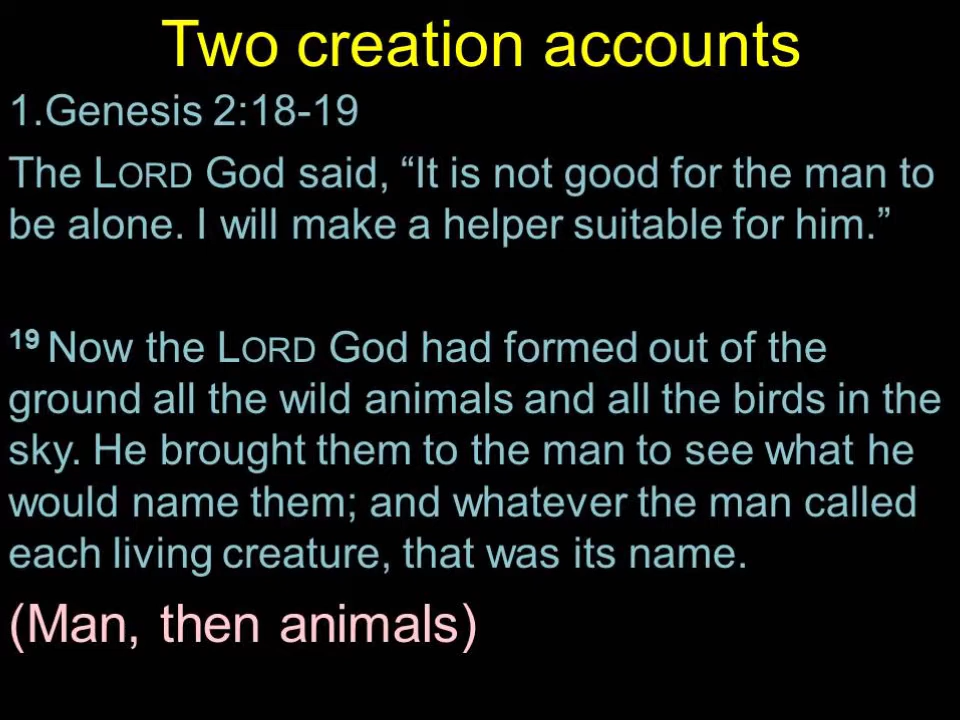 Two creation accounts
1.Genesis 2:18-19
The LORD God said, “It is not good for the man to
be alone. I will make a helper suitable for him.”
19 Now the LORD God had formed out of the
ground all the wild animals and all the birds in the
sky. He brought them to the man to see what he
would name them; and whatever the man called
each living creature, that was its name.
(Man, then animals)